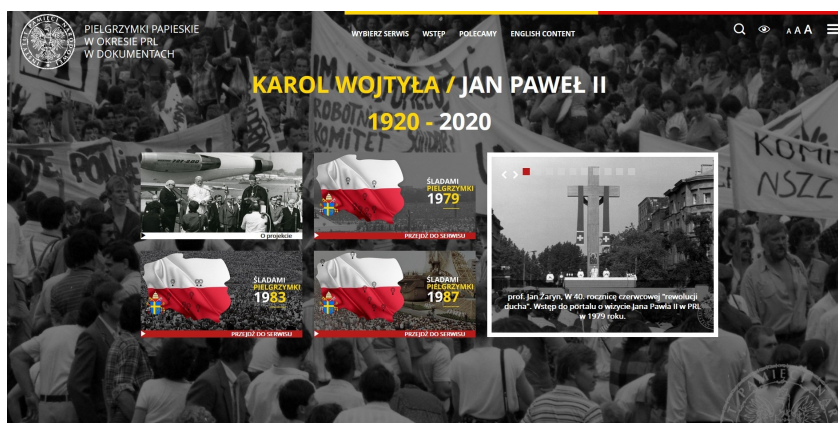 PIELGRZYMKI PAPIESKIE
W OKRESIE PRL
W DOKUMENTACH
WYBIERZ SERWIS WSTĘP POLECAMY ENGLISH CONTENT
A A A
KAROL WOJTYŁA / JAN PAWEŁ II
1920 - 2020
O projekcie
ŚLADAMI
PIELGRZYMKI
1979
PRZEJDŹ DO SERWISU
prof. Jan Żaryn, W 40. rocznicę czerwcowej "rewolucji
ducha". Wstęp do portalu o wizycie Jana Pawła II w PRL
w 1979 roku.
ŚLADAMI
PIELGRZYMKI
1983
PRZEJDŹ DO SERWISU
ŚLADAMI
PIELGRZYMKI
1987
PRZEJDŹ DO SERWISU
ROBOTN
KOMITET
KOMI
NSZZ